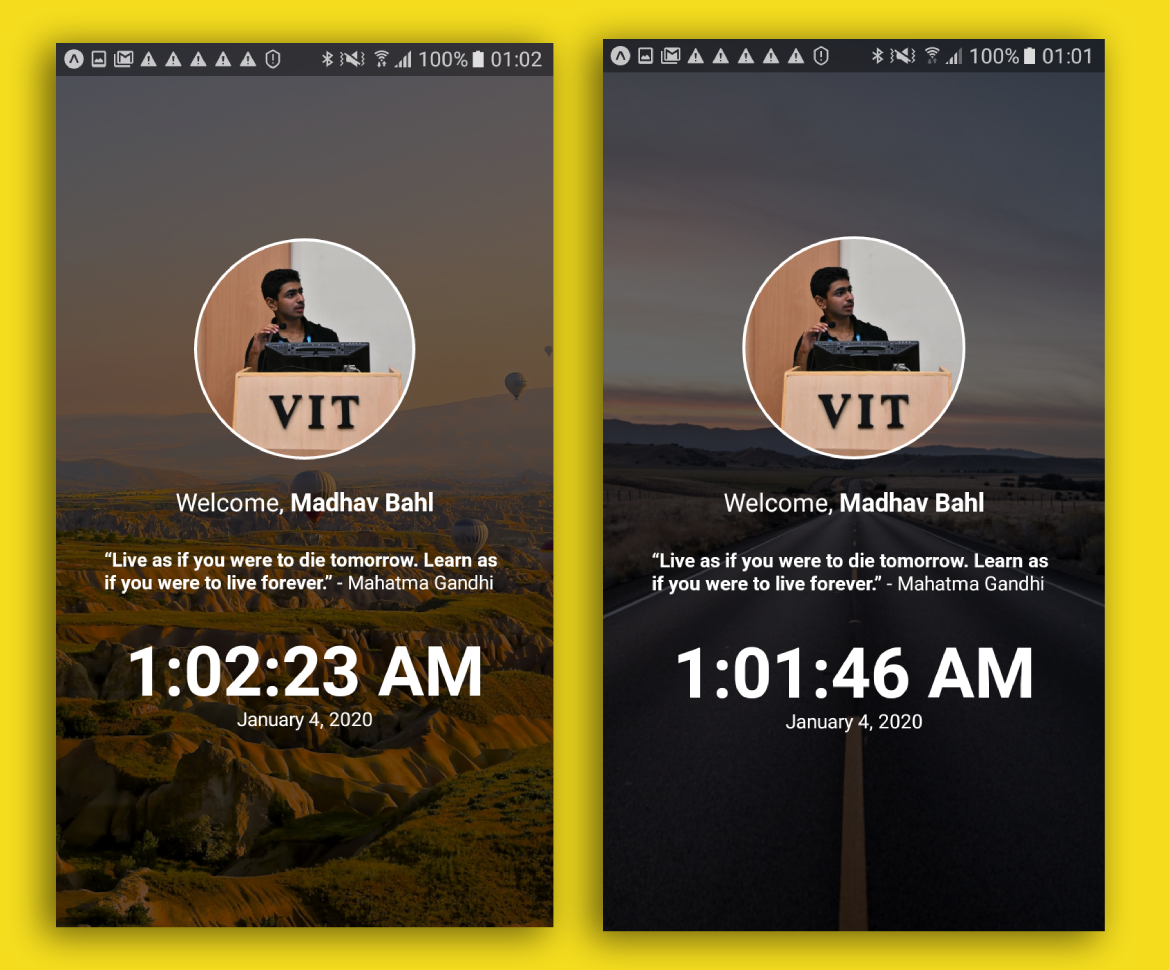 100% 01:02
VIT
Welcome, Madhav Bahl
“Live as if you were to die tomorrow. Learn as
if you were to live forever.” - Mahatma Gandhi
1:02:23 AM
January 4, 2020
100% 01:01
VIT
Welcome, Madhav Bahl
“Live as if you were to die tomorrow. Learn as
if you were to live forever.” - Mahatma Gandhi
1:01:46 AM
January 4, 2020